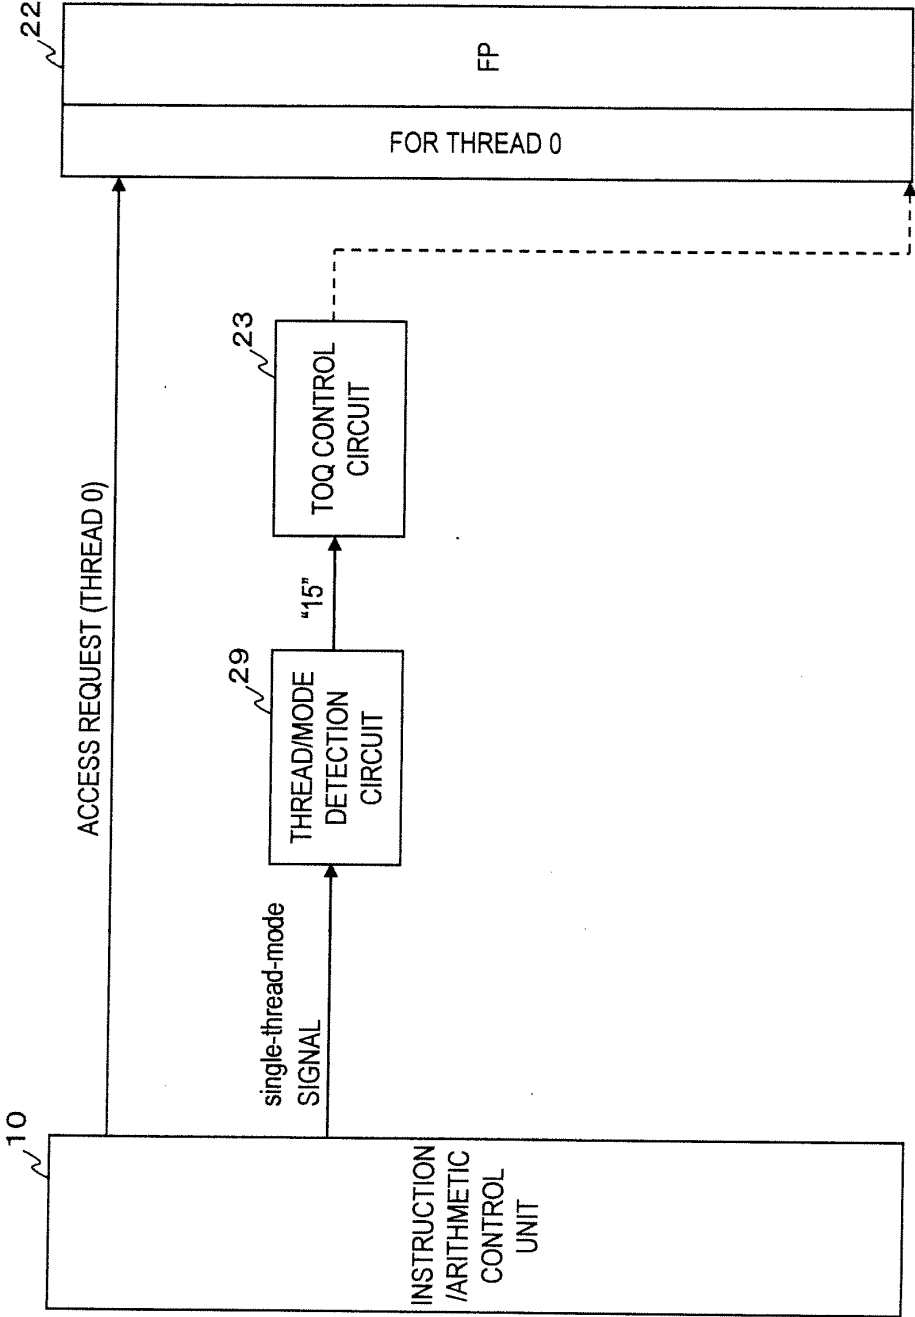 10
INSTRUCTION
/ARITHMETIC
CONTROL
UNIT
ACCESS REQUEST (THREAD 0)
single-thread-mode
SIGNAL
29
THREAD/MODE
DETECTION
CIRCUIT
“15”
23
TOQ CONTROL
CIRCUIT
22
FOR THREAD 0
FP